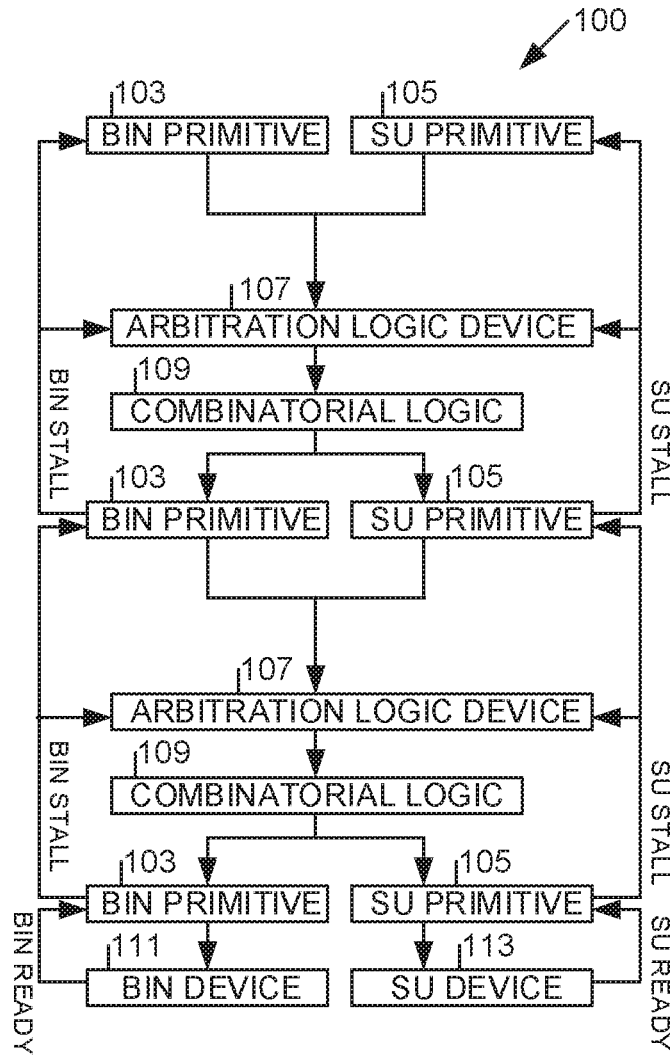 100
103
105
BIN PRIMITIVE
SU PRIMITIVE
107
ARBITRATION LOGIC DEVICE
109
COMBINATORIAL LOGIC
BIN STALL
SU STALL
103
105
BIN PRIMITIVE
SU PRIMITIVE
107
ARBITRATION LOGIC DEVICE
109
COMBINATORIAL LOGIC
BIN STALL
SU STALL
103
105
BIN PRIMITIVE
SU PRIMITIVE
111
113
BIN DEVICE
SU DEVICE
BIN READY
SU READY